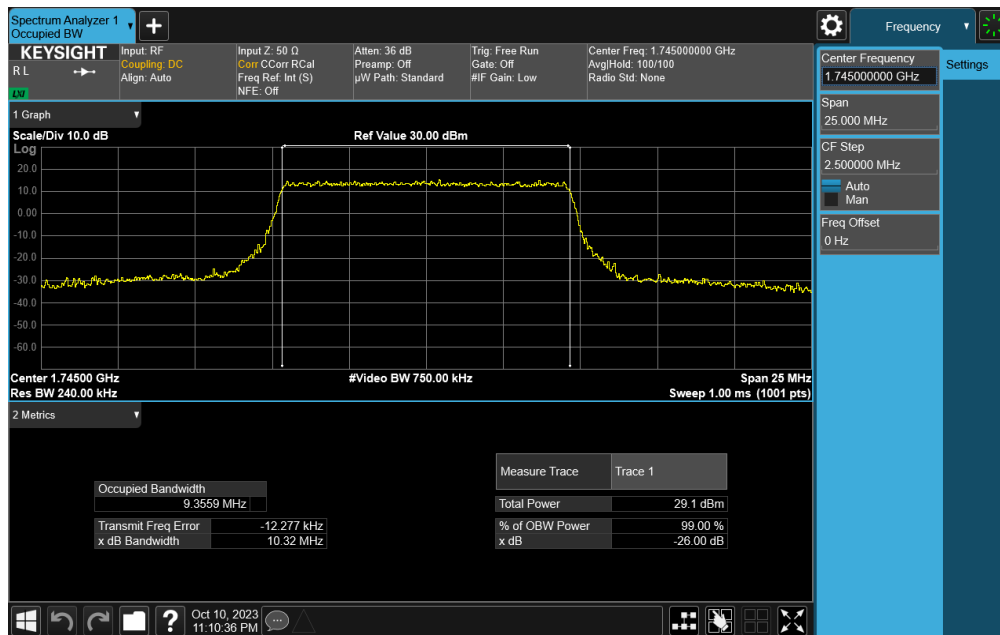 Spectrum Analyzer 1
Occupied BW
Frequency
KEYSIGHT
R L
LXI
Input: RF
Coupling: DC
Align: Auto
Input Z: 50 Ω
Corr CCorr RCal
Freq Ref: Int (S)
NFE: Off
Atten: 36 dB
Preamp: Off
µW Path: Standard
Trig: Free Run
Gate: Off
#IF Gain: Low
Center Freq: 1.745000000 GHz
Avg|Hold: 100/100
Radio Std: None
Center Frequency
1.745000000 GHz
Settings
Span
25.000 MHz
CF Step
2.500000 MHz
Auto
Man
Freq Offset
0 Hz
1 Graph
Scale/Div 10.0 dB
Ref Value 30.00 dBm
Log
20.0
10.0
0.00
-10.0
-20.0
-30.0
-40.0
-50.0
-60.0
Center 1.74500 GHz
#Video BW 750.00 kHz
Span 25 MHz
Res BW 240.00 kHz
Sweep 1.00 ms (1001 pts)
2 Metrics
Measure Trace
Trace 1
Occupied Bandwidth
9.3559 MHz
Total Power
29.1 dBm
Transmit Freq Error
-12.277 kHz
% of OBW Power
99.00 %
x dB Bandwidth
10.32 MHz
x dB
-26.00 dB
?
Oct 10, 2023
11:10:36 PM